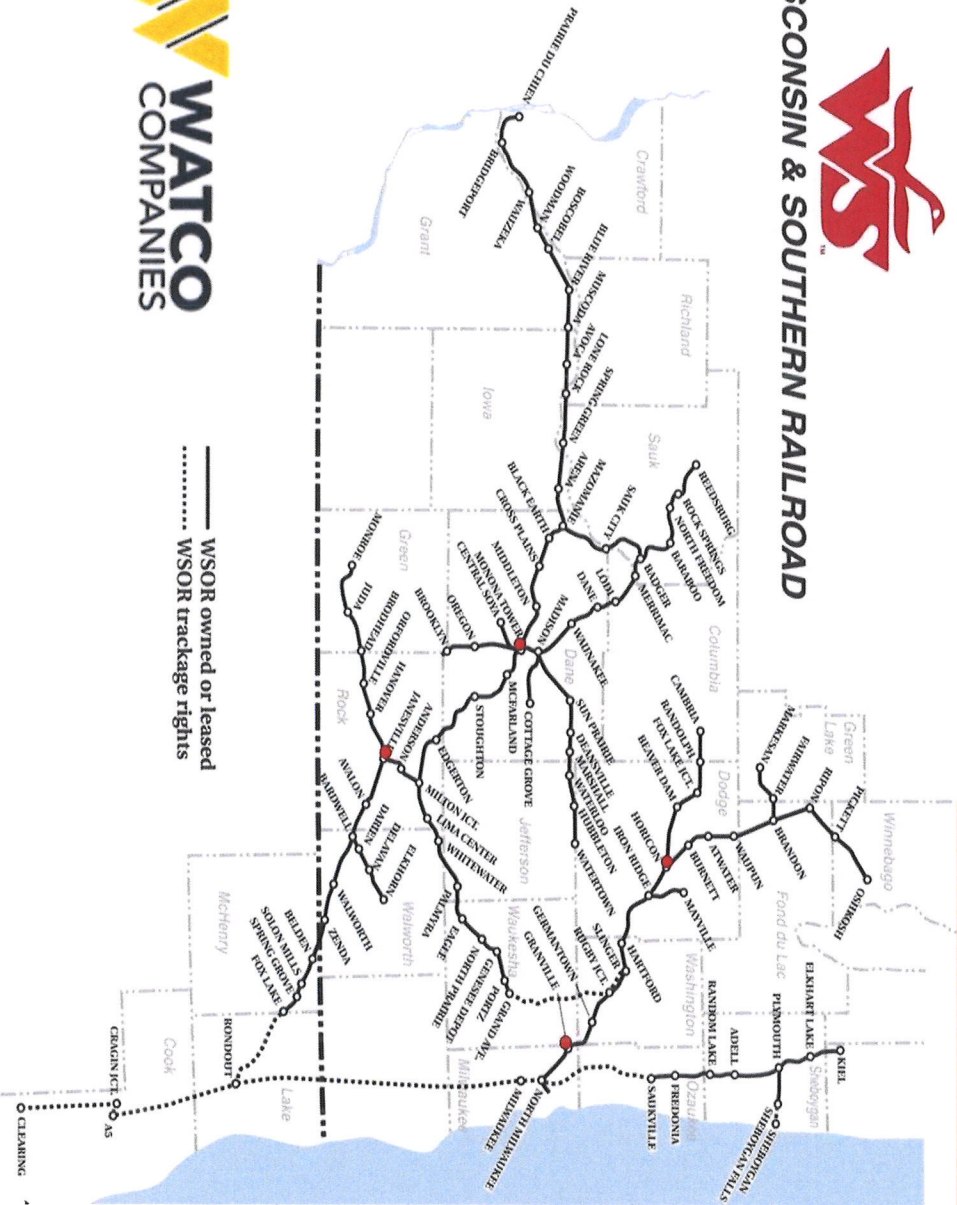 WS
™
SCONSIN & SOUTHERN RAILROAD
WATCO
COMPANIES
WSOR owned or leased
WSOR trackage rights
PRAIRIE DU CHIEN
BRIDGEPORT
WAUZEKA
WOODMAN
BOSCOBEL
BLUE RIVER
MUSCODA
AVOCA
LONE ROCK
SPRING GREEN
ARENA
MAZOMANIE
SAUK CITY
BLACK EARTH
CROSS PLAINS
MIDDLETON
MONONA TOWER
CENTRAL SOYA
REEDSBURG
ROCK SPRINGS
NORTH FREEDOM
BARABOO
BADGER
MERRIMAC
LODI
DANE
WAUNAKEE
MADISON
OREGON
BROOKLYN
MCFARLAND
COTTAGE GROVE
STOUGHTON
EDGERTON
MILTON JCT.
LIMA CENTER
WHITEWATER
PALMYRA
EAGLE
NORTH PRAIRIE
GENESEE DEPOT
PORTZ
GRAND AVE.
SUN PRAIRIE
DEANSVILLE
MARSHALL
WATERLOO
HUBBLETON
WATERTOWN
MONROE
JUDA
BRODHEAD
ORFORDVILLE
HANOVER
JANESVILLE
ANDERSON
AVALON
BARDWELL
DARIEN
DELAVAN
ELKHORN
WALWORTH
ZENDA
BELDEN
SOLON MILLS
SPRING GROVE
FOX LAKE
RONDOUT
CRAGIN JCT.
A5
CLEARING
CAMBRIA
RANDOLPH
FOX LAKE JCT.
BEAVER DAM
HORICON
IRON RIDGE
MARKESAN
FAIRWATER
RIPON
PICKETT
OSHKOSH
BRANDON
WAUPUN
ATWATER
BURNETT
MAYVILLE
HARTFORD
SLINGER
RUGBY JCT.
GERMANTOWN
GRANVILLE
NORTH MILWAUKEE
MILWAUKEE
KIEL
ELKHART LAKE
PLYMOUTH
SHEBOYGAN
SHEBOYGAN FALLS
ADELL
RANDOM LAKE
FREDONIA
SAUKVILLE
Crawford
Grant
Richland
Iowa
Sauk
Green
Dane
Columbia
Rock
Jefferson
Dodge
Green
Lake
Winnebago
Fond du Lac
Sheboygan
Washington
Ozaukee
Waukesha
Milwaukee
Walworth
McHenry
Lake
Cook